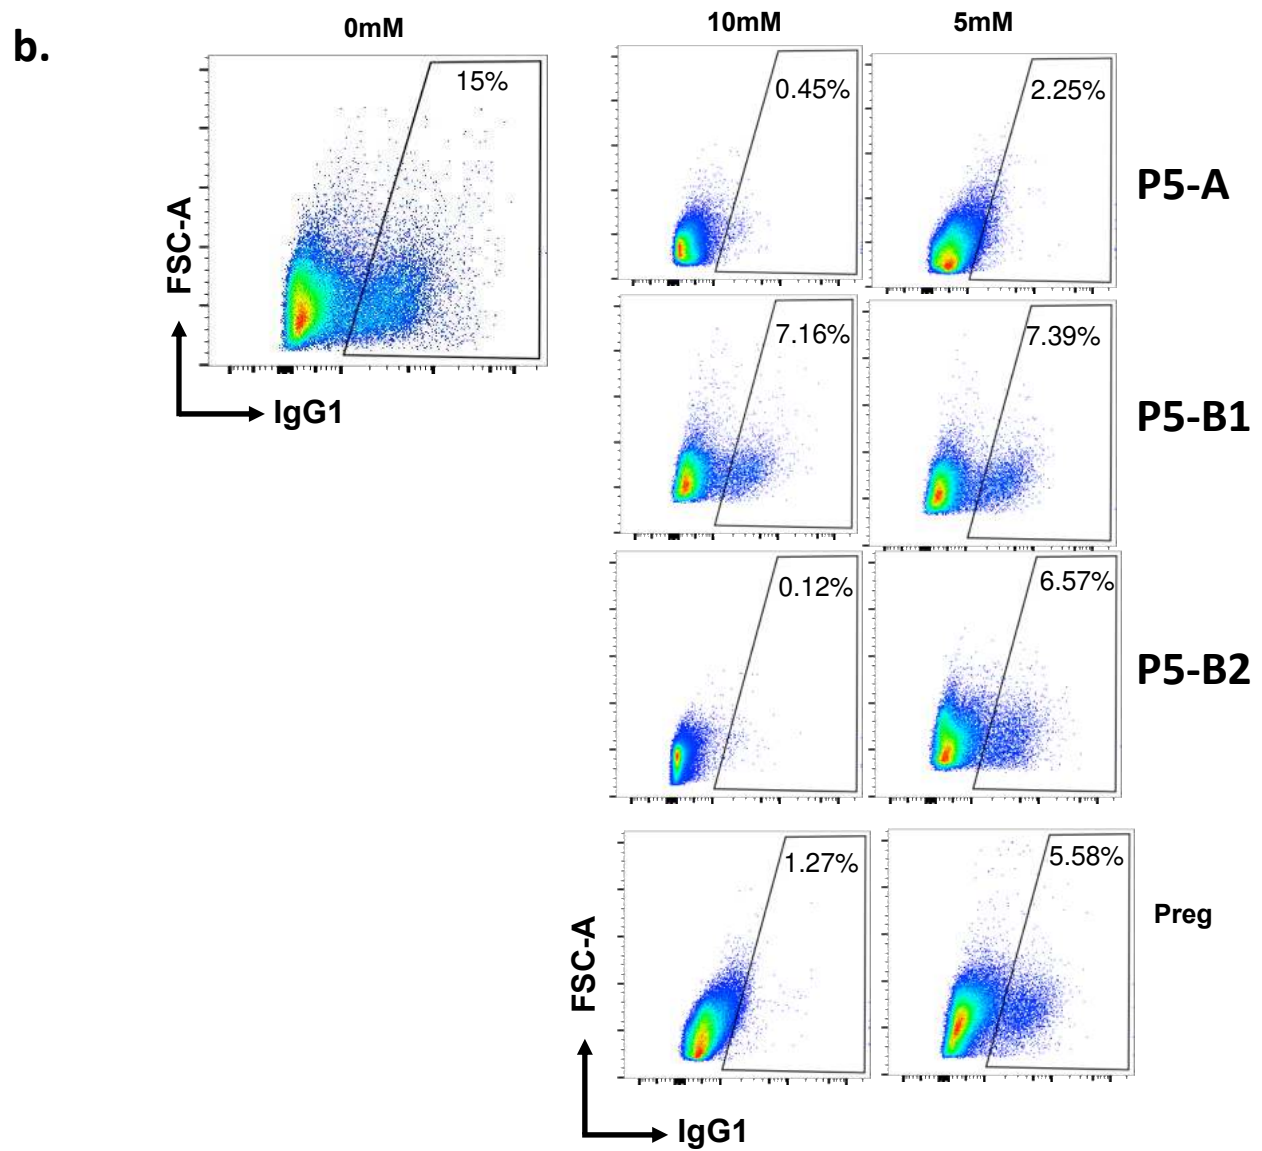 b.
0mM
10mM
5mM
15%
FSC-A
IgG1
0.45%
2.25%
P5-A
7.16%
7.39%
P5-B1
0.12%
6.57%
P5-B2
1.27%
5.58%
Preg
FSC-A
IgG1